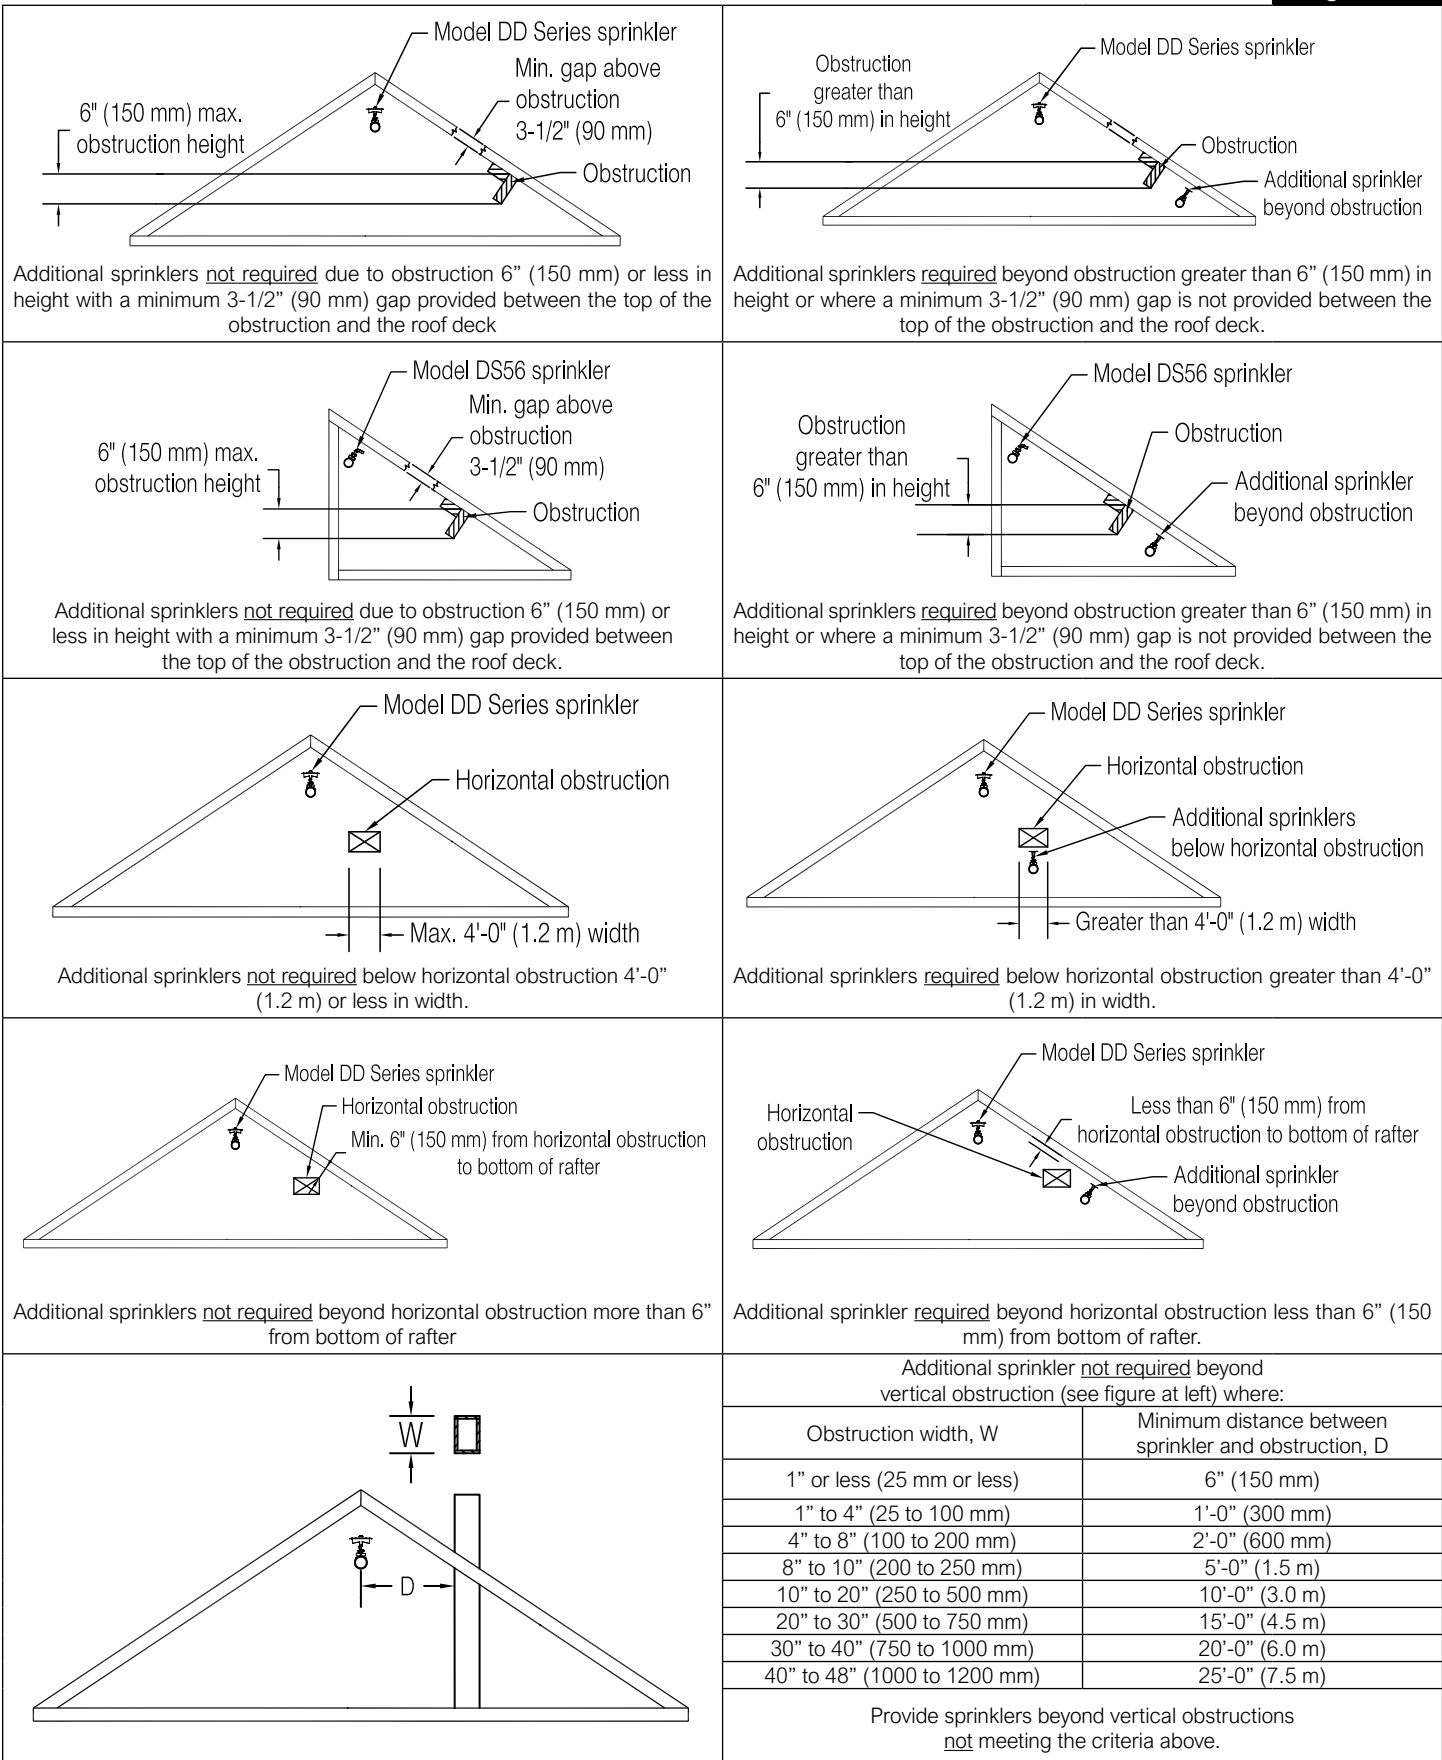 Model DD Series sprinkler
Min. gap above
obstruction
3-1/2" (90 mm)
6" (150 mm) max.
obstruction height
Obstruction
Additional sprinklers not required due to obstruction 6” (150 mm) or less in
height with a minimum 3-1/2” (90 mm) gap provided between the top of the
obstruction and the roof deck
Model DD Series sprinkler
Obstruction
greater than
6" (150 mm) in height
Obstruction
Additional sprinkler
beyond obstruction
Additional sprinklers required beyond obstruction greater than 6” (150 mm) in
height or where a minimum 3-1/2” (90 mm) gap is not provided between the
top of the obstruction and the roof deck.
Model DS56 sprinkler
Min. gap above
obstruction
3-1/2" (90 mm)
6" (150 mm) max.
obstruction height
Obstruction
Additional sprinklers not required due to obstruction 6” (150 mm) or
less in height with a minimum 3-1/2” (90 mm) gap provided between
the top of the obstruction and the roof deck.
Model DS56 sprinkler
Obstruction
greater than
6" (150 mm) in height
Obstruction
Additional sprinkler
beyond obstruction
Additional sprinklers required beyond obstruction greater than 6” (150 mm) in
height or where a minimum 3-1/2” (90 mm) gap is not provided between the
top of the obstruction and the roof deck.
Model DD Series sprinkler
Horizontal obstruction
Max. 4'-0" (1.2 m) width
Additional sprinklers not required below horizontal obstruction 4’-0”
(1.2 m) or less in width.
Model DD Series sprinkler
Horizontal obstruction
Additional sprinklers
below horizontal obstruction
Greater than 4'-0" (1.2 m) width
Additional sprinklers required below horizontal obstruction greater than 4’-0”
(1.2 m) in width.
Model DD Series sprinkler
Horizontal obstruction
Min. 6" (150 mm) from horizontal obstruction
to bottom of rafter
Additional sprinklers not required beyond horizontal obstruction more than 6”
from bottom of rafter
Model DD Series sprinkler
Horizontal
obstruction
Less than 6" (150 mm) from
horizontal obstruction to bottom of rafter
Additional sprinkler
beyond obstruction
Additional sprinkler required beyond horizontal obstruction less than 6” (150
mm) from bottom of rafter.
W
D
Additional sprinkler not required beyond
vertical obstruction (see figure at left) where:
Obstruction width, W
Minimum distance between
sprinkler and obstruction, D
1” or less (25 mm or less) 6” (150 mm)
1” to 4” (25 to 100 mm) 1’-0” (300 mm)
4” to 8” (100 to 200 mm) 2’-0” (600 mm)
8” to 10” (200 to 250 mm) 5’-0” (1.5 m)
10” to 20” (250 to 500 mm) 10’-0” (3.0 m)
20” to 30” (500 to 750 mm) 15’-0” (4.5 m)
30” to 40” (750 to 1000 mm) 20’-0” (6.0 m)
40” to 48” (1000 to 1200 mm) 25’-0” (7.5 m)
Provide sprinklers beyond vertical obstructions
not meeting the criteria above.